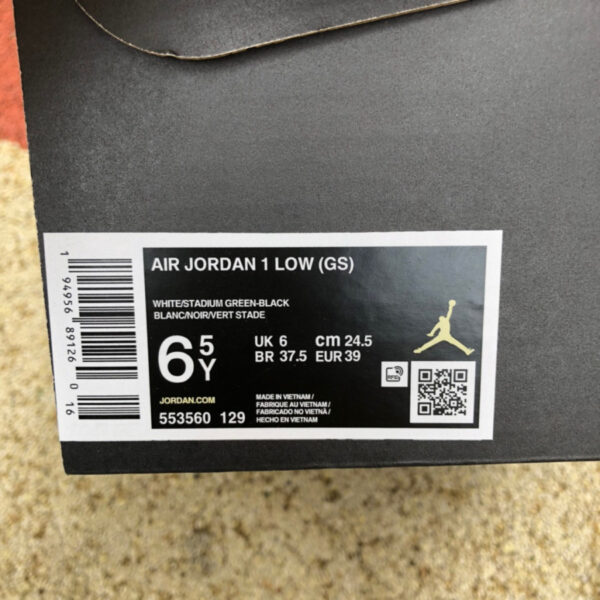 AIR JORDAN 1 LOW (GS)
WHITE/STADIUM GREEN-BLACK
BLANC/NOIR/VERT STADE
6 5Y
UK 6 cm 24.5
BR 37.5 EUR 39
JORDAN.COM
553560 129
MADE IN VIETNAM /
FABRIQUE AU VIETNAM /
FABRICADO NO VIETNÃ /
HECHO EN VIETNAM
RFID
1 94956 89126 0 16